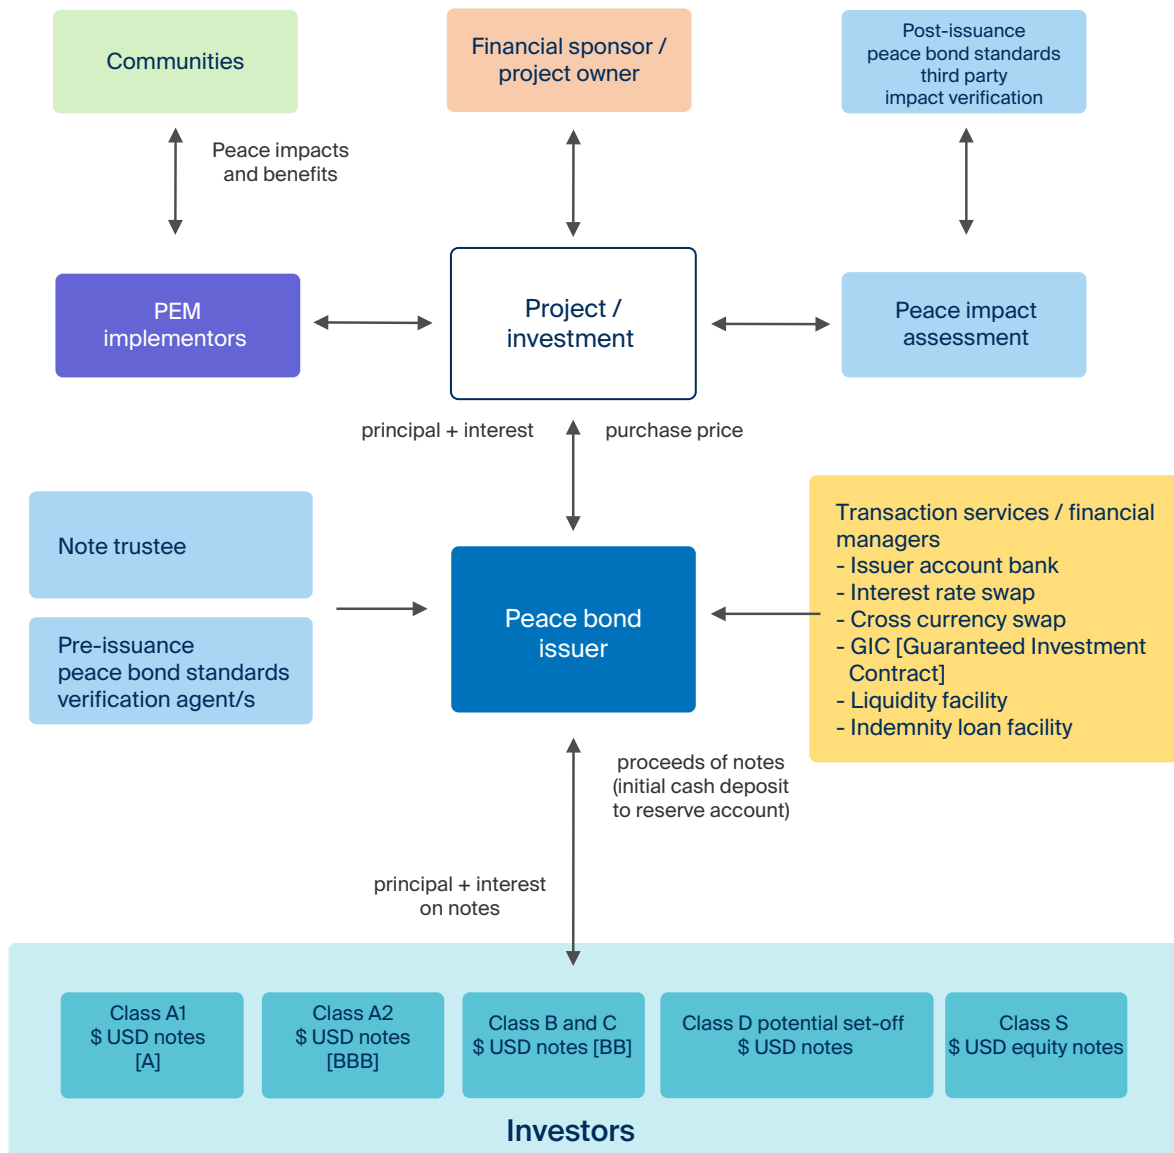 Communities
Financial sponsor /
project owner
Post-issuance
peace bond standards
third party
impact verification
Peace impacts
and benefits
PEM
implementors
Project /
investment
Peace impact
assessment
principal + interest
purchase price
Note trustee
Pre-issuance
peace bond standards
verification agent/s
Peace bond
issuer
Transaction services / financial
managers
- Issuer account bank
- Interest rate swap
- Cross currency swap
- GIC [Guaranteed Investment
Contract]
- Liquidity facility
- Indemnity loan facility
proceeds of notes
(initial cash deposit
to reserve account)
principal + interest
on notes
Class A1
$ USD notes
[A]
Class A2
$ USD notes
[BBB]
Class B and C
$ USD notes [BB]
Class D potential set-off
$ USD notes
Class S
$ USD equity notes
Investors